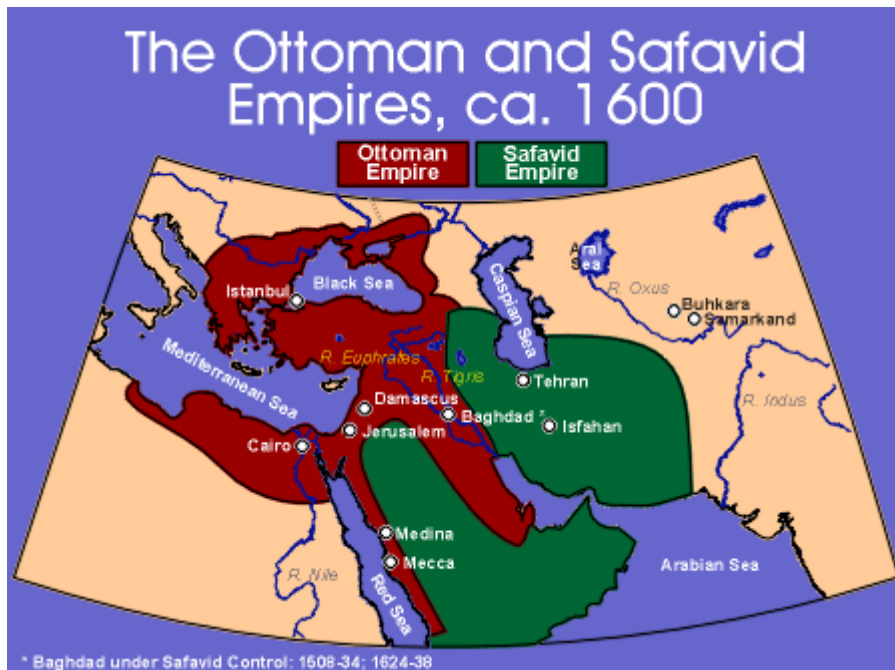 The Ottoman and Safavid
Empires, ca. 1600
Ottoman
Empire
Safavid
Empire
Aral
Sea
Caspian Sea
R. Oxus
Black Sea
Istanbul
Buhkara
Samarkand
R. Euphrates
Mediterranean Sea
R. Tigris
Tehran
Damascus
R. Indus
Baghdad *
Isfahan
Jerusalem
Cairo
Medina
Mecca
Arabian Sea
R. Nile
Red Sea
* Baghdad under Safavid Control: 1508-34; 1624-38